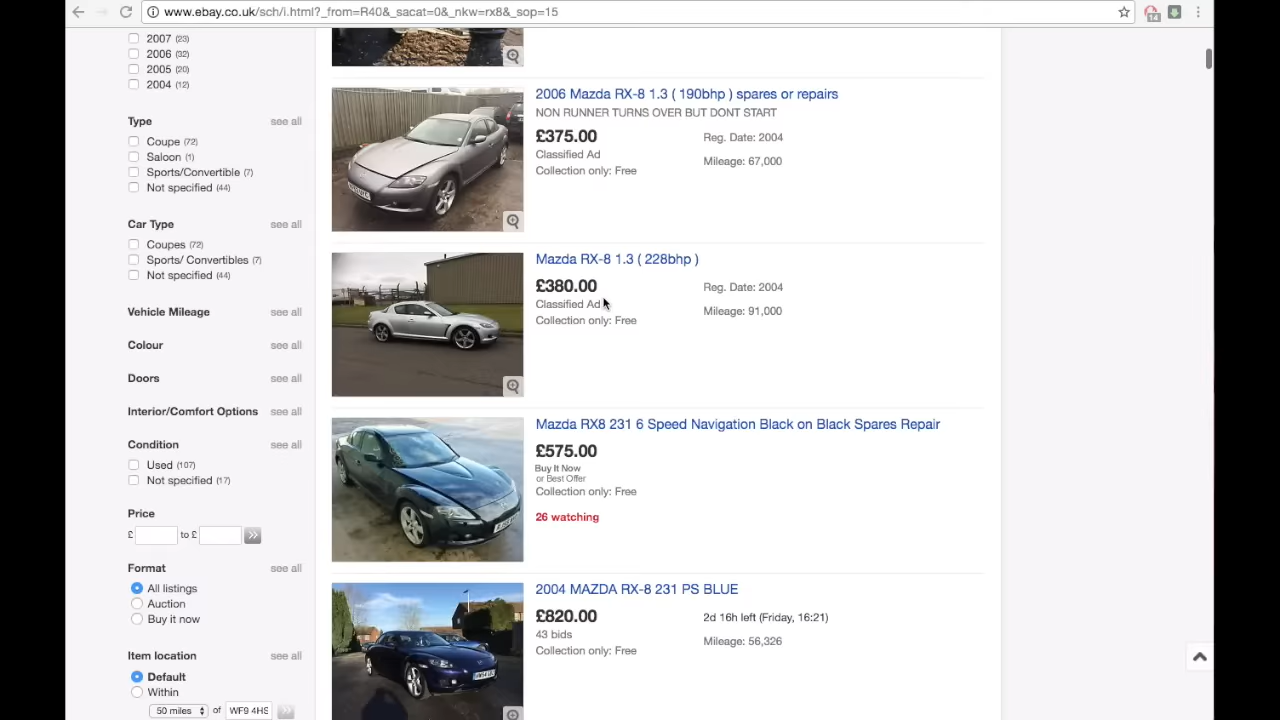 www.ebay.co.uk/sch/i.html?_from=R40&_sacat=0&_nkw=rx8&_sop=15
14
2007 (23)
2006 (32)
2005 (20)
2004 (12)
Type see all
Coupe (72)
Saloon (1)
Sports/Convertible (7)
Not specified (44)
Car Type see all
Coupes (72)
Sports/ Convertibles (7)
Not specified (44)
Vehicle Mileage see all
Colour see all
Doors see all
Interior/Comfort Options see all
Condition see all
Used (107)
Not specified (17)
Price
£ to £
Format see all
All listings
Auction
Buy it now
Item location see all
Default
Within
50 miles of WF9 4HS
2006 Mazda RX-8 1.3 ( 190bhp ) spares or repairs
NON RUNNER TURNS OVER BUT DONT START
£375.00
Classified Ad
Collection only: Free
Reg. Date: 2004
Mileage: 67,000
Mazda RX-8 1.3 ( 228bhp )
£380.00
Classified Ad
Collection only: Free
Reg. Date: 2004
Mileage: 91,000
Mazda RX8 231 6 Speed Navigation Black on Black Spares Repair
£575.00
Buy It Now
or Best Offer
Collection only: Free
26 watching
2004 MAZDA RX-8 231 PS BLUE
£820.00
43 bids
Collection only: Free
2d 16h left (Friday, 16:21)
Mileage: 56,326